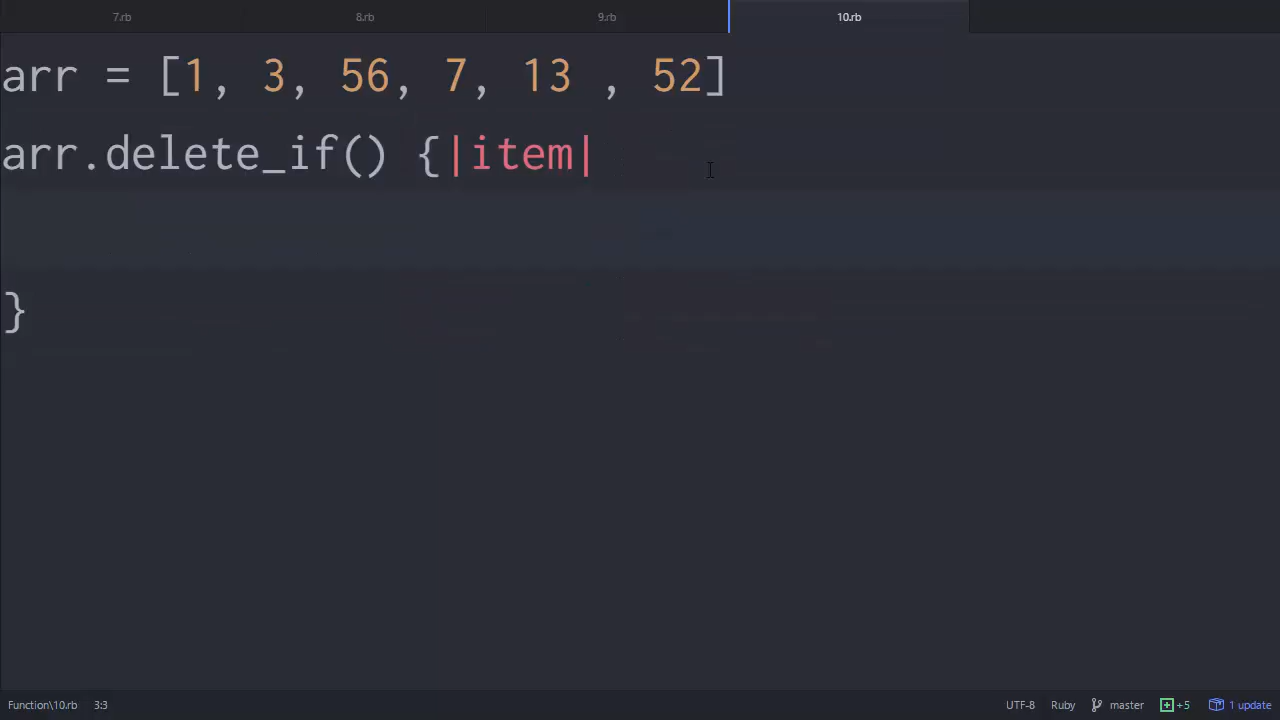 7.rb 8.rb 9.rb 10.rb
arr = [1, 3, 56, 7, 13 , 52]
arr.delete_if() {|item|
}
Function\10.rb 3:3 UTF-8 Ruby master +5 1 update